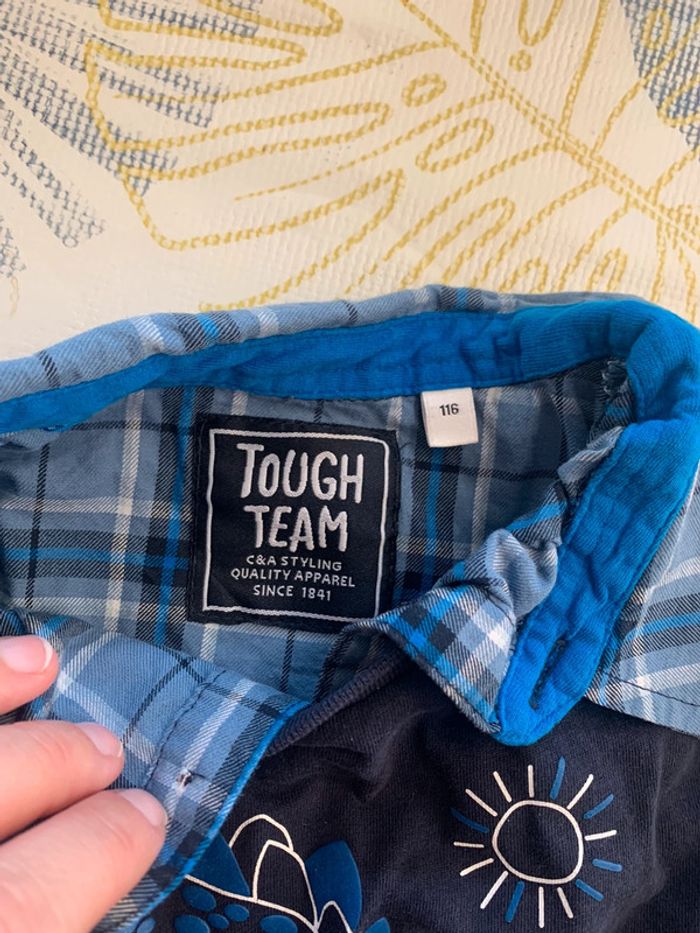 116
TOUGH
TEAM
C&A STYLING
QUALITY APPAREL
SINCE 1841